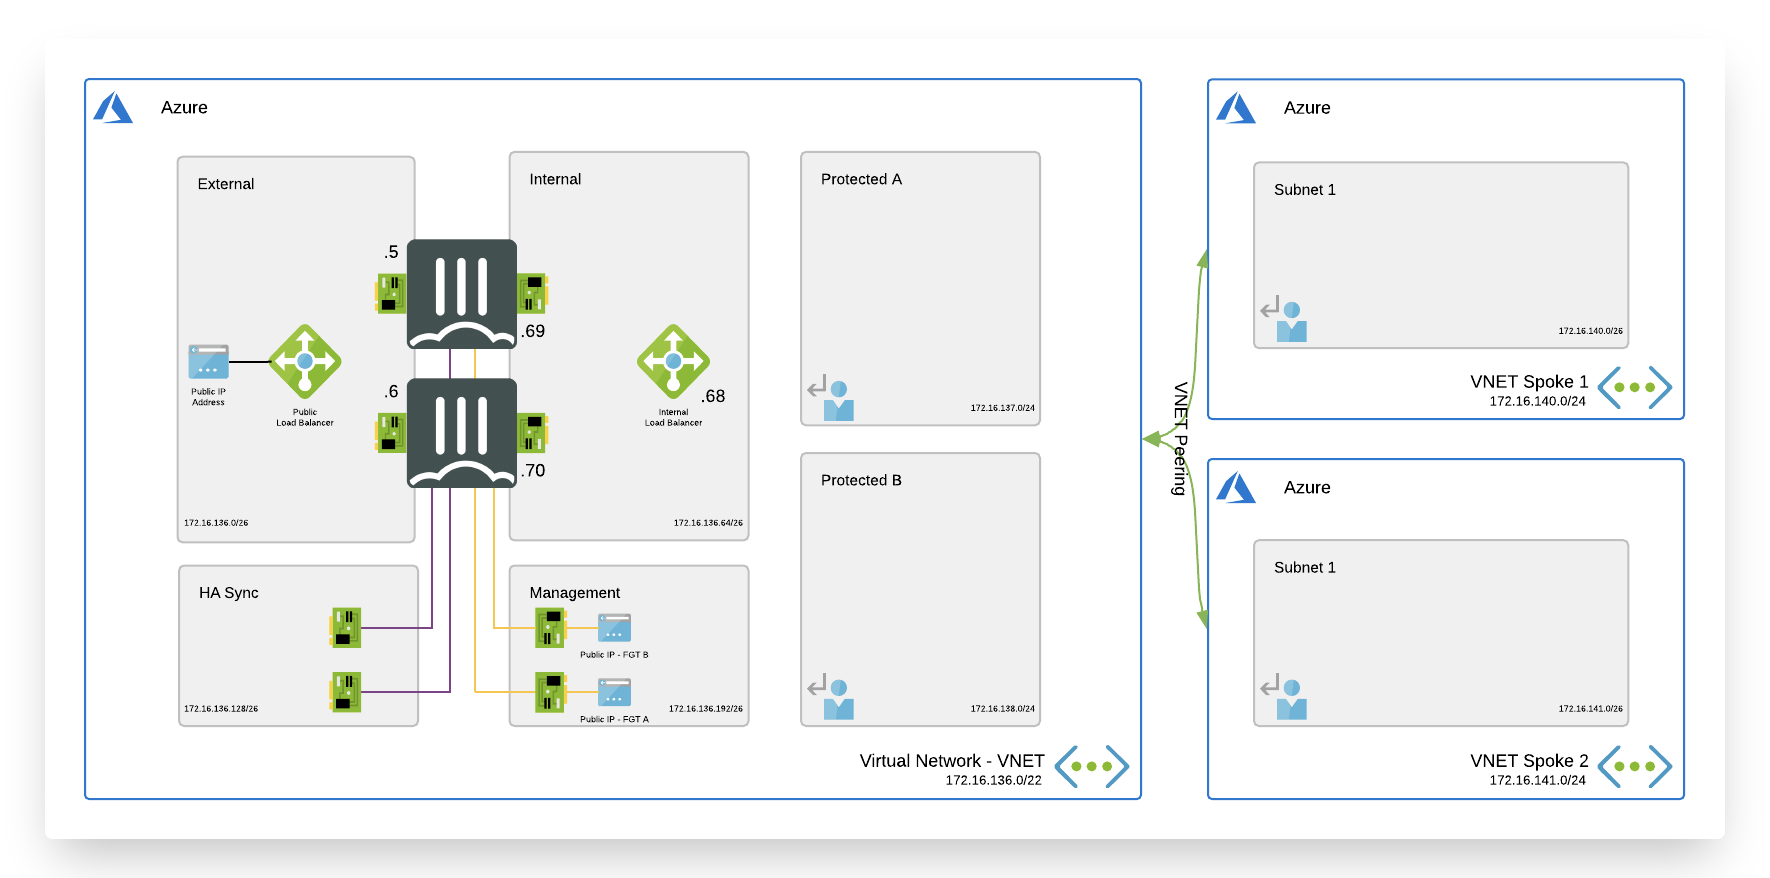 Azure
External
.5
.6
Public IP
Address
Public
Load Balancer
172.16.136.0/26
Internal
.69
.70
.68
Internal
Load Balancer
172.16.136.64/26
HA Sync
172.16.136.128/26
Management
Public IP - FGT B
Public IP - FGT A
172.16.136.192/26
Protected A
172.16.137.0/24
Protected B
172.16.138.0/24
Virtual Network - VNET
172.16.136.0/22
VNET Peering
Azure
Subnet 1
172.16.140.0/26
VNET Spoke 1
172.16.140.0/24
Azure
Subnet 1
172.16.141.0/26
VNET Spoke 2
172.16.141.0/24